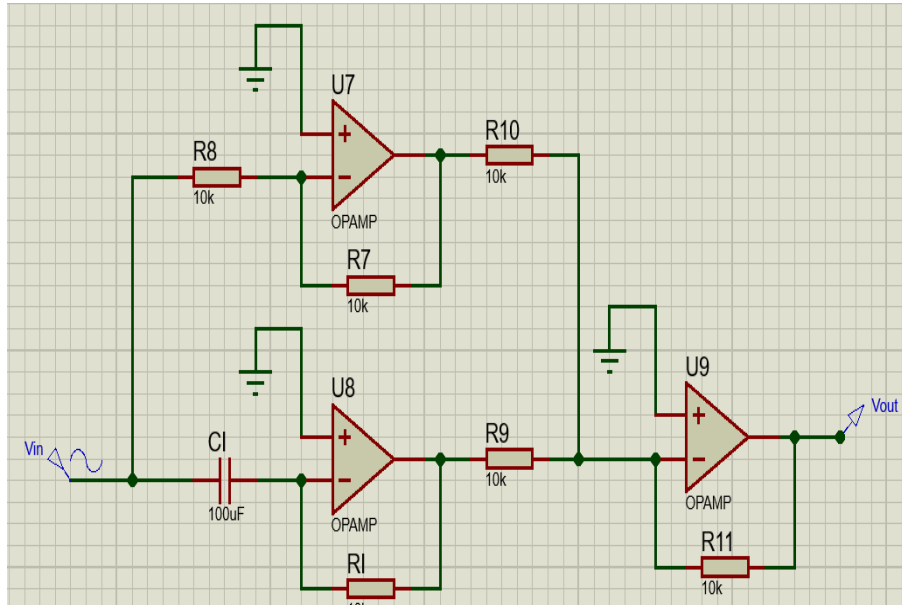 U7
R8
R10
10k
10k
OPAMP
R7
10k
U8
U9
Vout
Vin
CI
R9
100uF
10k
OPAMP
OPAMP
RI
R11
10k